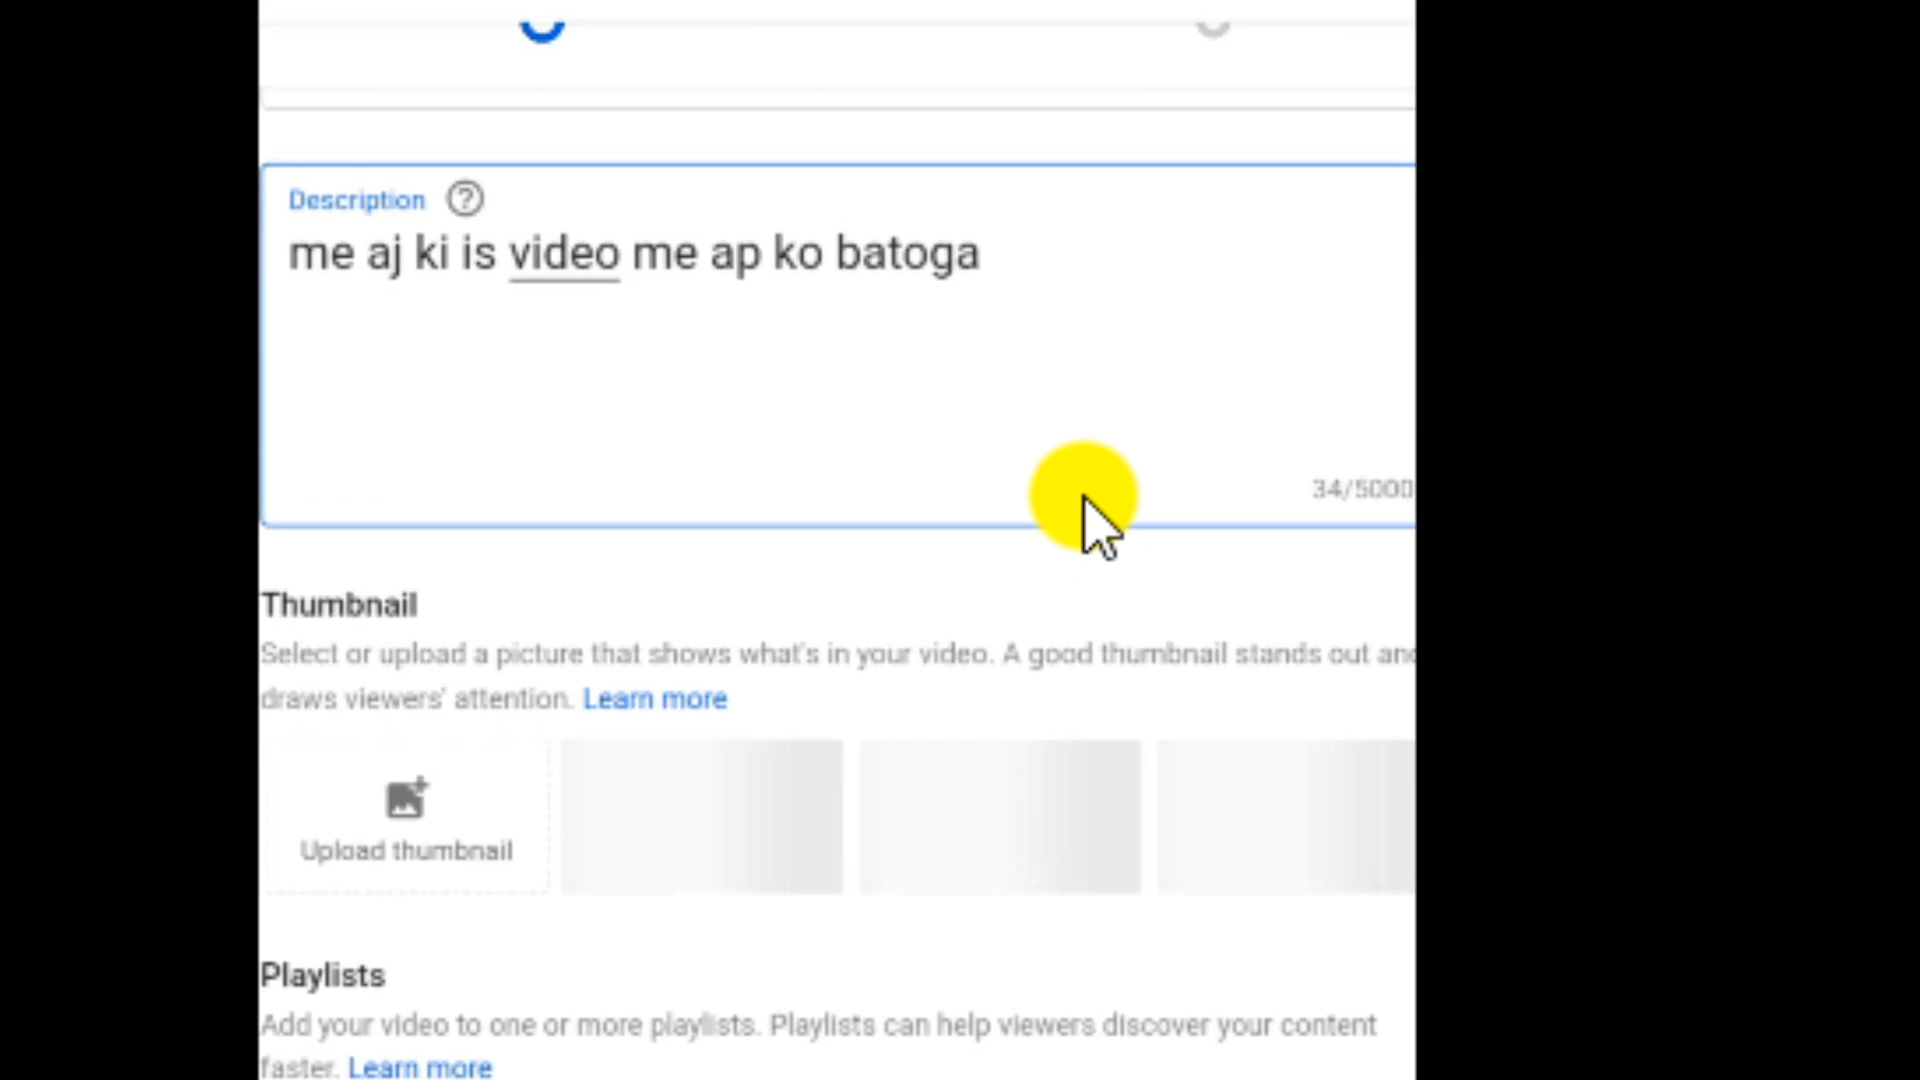 Description
me aj ki is video me ap ko batoga
34/5000
Thumbnail
Select or upload a picture that shows what's in your video. A good thumbnail stands out and
draws viewers' attention. Learn more
Upload thumbnail
Playlists
Add your video to one or more playlists. Playlists can help viewers discover your content
faster. Learn more